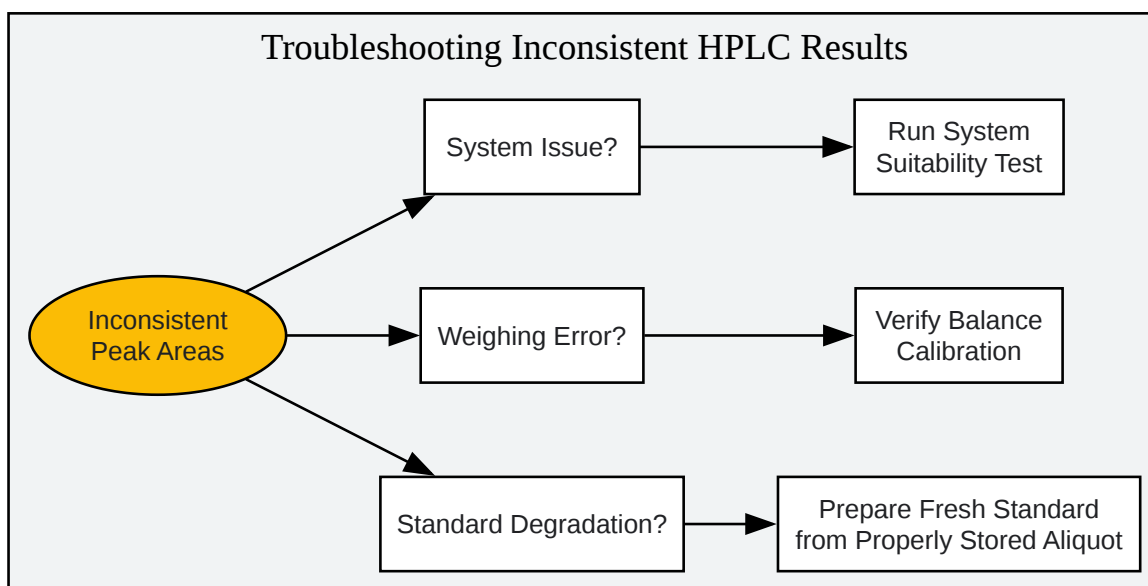 Troubleshooting Inconsistent HPLC Results
System Issue?
Run System
Suitability Test
Inconsistent
Peak Areas
Weighing Error?
Verify Balance
Calibration
Standard Degradation?
Prepare Fresh Standard
from Properly Stored Aliquot